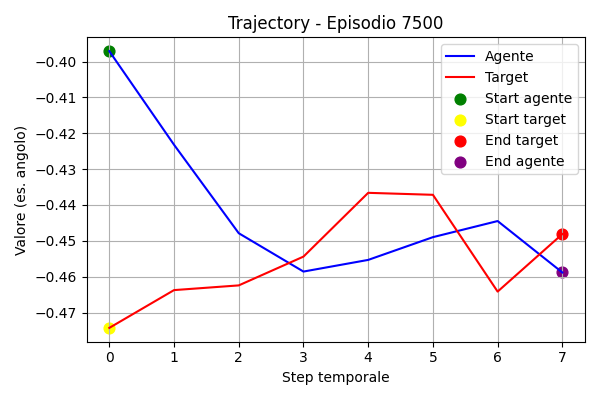 Trajectory - Episodio 7500
Agente
Target
Start agente
Start target
End target
End agente
Valore (es. angolo)
−0.40
−0.41
−0.42
−0.43
−0.44
−0.45
−0.46
−0.47
0 1 2 3 4 5 6 7
Step temporale